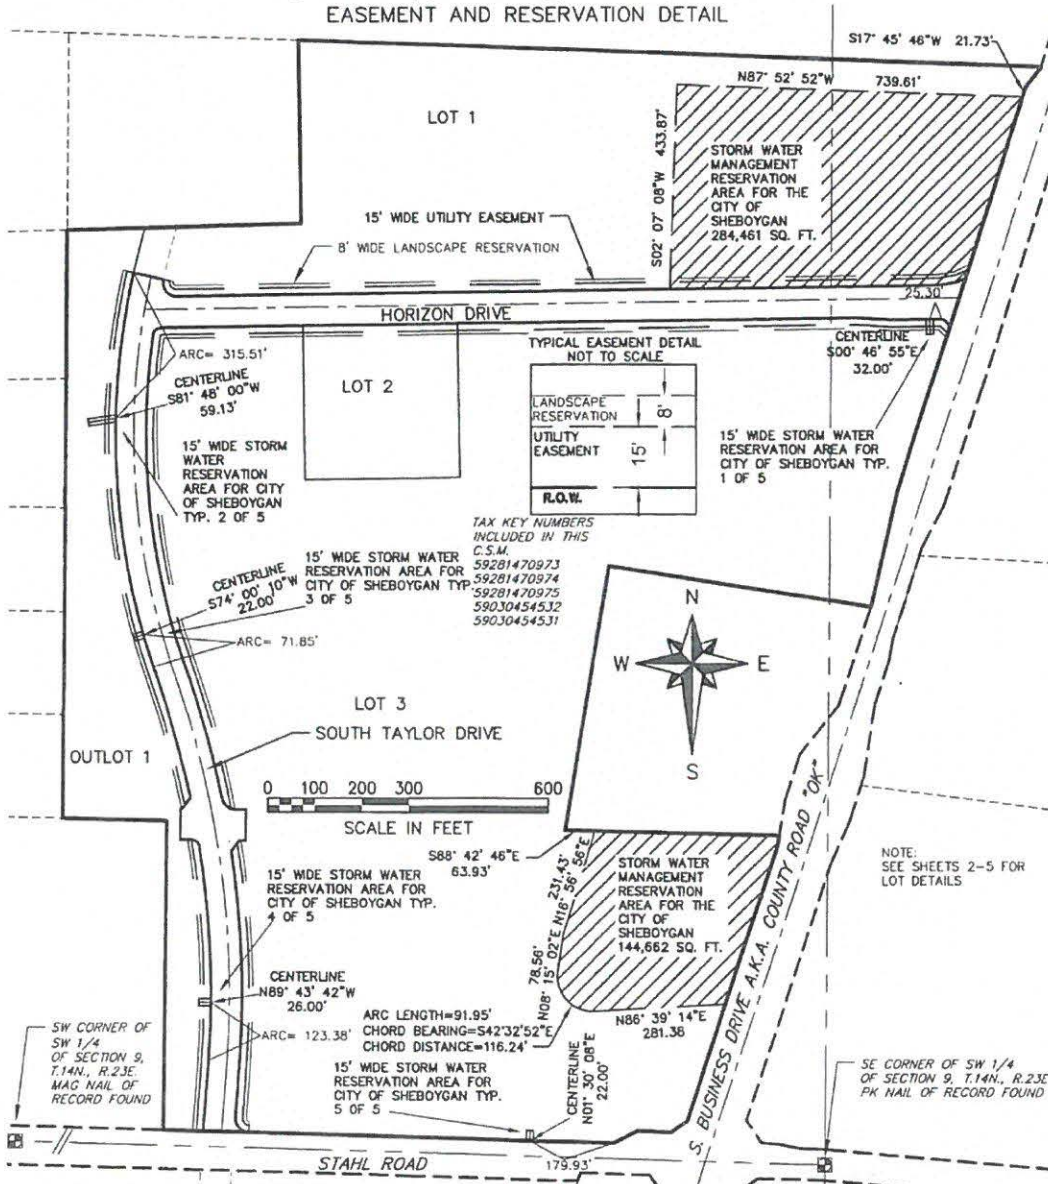 EASEMENT AND RESERVATION DETAIL
S17° 45' 46"W 21.73'
N87° 52' 52"W 739.61'
LOT 1
S02° 07' 08"W 433.87'
STORM WATER
MANAGEMENT
RESERVATION
AREA FOR THE
CITY OF
SHEBOYGAN
284,461 SQ. FT.
15' WIDE UTILITY EASEMENT
8' WIDE LANDSCAPE RESERVATION
25.30'
HORIZON DRIVE
CENTERLINE
S00° 46' 55"E
32.00'
ARC= 315.51'
CENTERLINE
S81° 48' 00"W
59.13'
LOT 2
TYPICAL EASEMENT DETAIL
NOT TO SCALE
LANDSCAPE
RESERVATION
8'
UTILITY
EASEMENT
15'
R.O.W.
15' WIDE STORM WATER
RESERVATION AREA FOR
CITY OF SHEBOYGAN TYP.
1 OF 5
15' WIDE STORM
WATER
RESERVATION
AREA FOR CITY
OF SHEBOYGAN
TYP. 2 OF 5
TAX KEY NUMBERS
INCLUDED IN THIS
C.S.M.
59281470973
59281470974
59281470975
59030454532
59030454531
15' WIDE STORM WATER
RESERVATION AREA FOR
CITY OF SHEBOYGAN TYP.
3 OF 5
CENTERLINE
S74° 00' 10"W
22.00'
ARC= 71.85'
N
W
E
S
LOT 3
SOUTH TAYLOR DRIVE
OUTLOT 1
0 100 200 300 600
SCALE IN FEET
S88° 42' 46"E
63.93'
231.43'
N16° 56' 56"E
STORM WATER
MANAGEMENT
RESERVATION
AREA FOR THE
CITY OF
SHEBOYGAN
144,662 SQ. FT.
NOTE:
SEE SHEETS 2-5 FOR
LOT DETAILS
15' WIDE STORM WATER
RESERVATION AREA FOR
CITY OF SHEBOYGAN TYP.
4 OF 5
78.56'
N08° 15' 02"E
CENTERLINE
N89° 43' 42"W
26.00'
ARC LENGTH=91.95'
CHORD BEARING=S42°32'52"E
CHORD DISTANCE=116.24'
N86° 39' 14"E
281.36
ARC= 123.38'
SW CORNER OF
SW 1/4
OF SECTION 9,
T.14N., R.23E.
MAG NAIL OF
RECORD FOUND
15' WIDE STORM WATER
RESERVATION AREA FOR
CITY OF SHEBOYGAN TYP.
5 OF 5
CENTERLINE
N01° 30' 08"E
22.00'
S. BUSINESS DRIVE A.K.A. COUNTY ROAD "OK"
SE CORNER OF SW 1/4
OF SECTION 9, T.14N., R.23E
PK NAIL OF RECORD FOUND
STAHL ROAD
179.93'